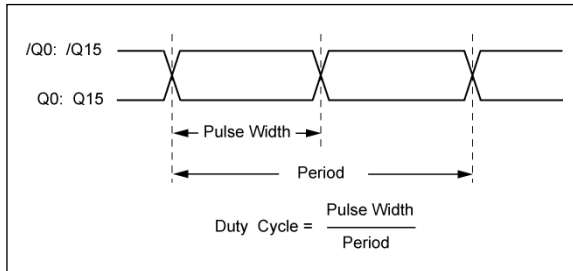 /Q0: /Q15
Q0: Q15
Pulse Width
Period
Duty Cycle = Pulse Width
Period